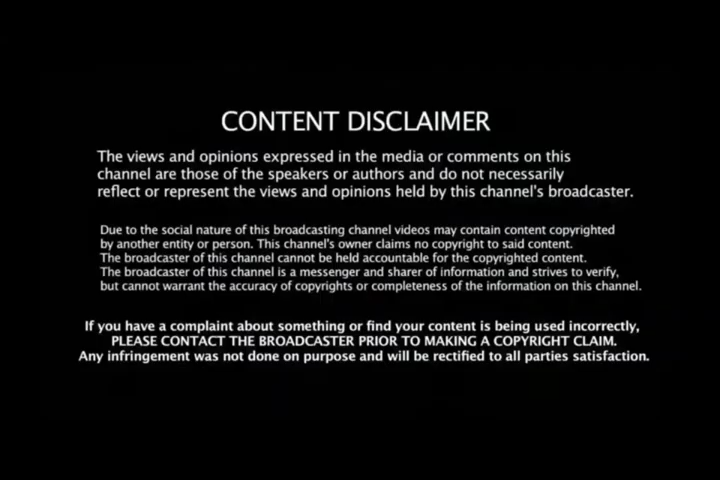 CONTENT DISCLAIMER
The views and opinions expressed in the media or comments on this
channel are those of the speakers or authors and do not necessarily
reflect or represent the views and opinions held by this channel's broadcaster.
Due to the social nature of this broadcasting channel videos may contain content copyrighted
by another entity or person. This channel's owner claims no copyright to said content.
The broadcaster of this channel cannot be held accountable for the copyrighted content.
The broadcaster of this channel is a messenger and sharer of information and strives to verify,
but cannot warrant the accuracy of copyrights or completeness of the information on this channel.
If you have a complaint about something or find your content is being used incorrectly,
PLEASE CONTACT THE BROADCASTER PRIOR TO MAKING A COPYRIGHT CLAIM.
Any infringement was not done on purpose and will be rectified to all parties satisfaction.